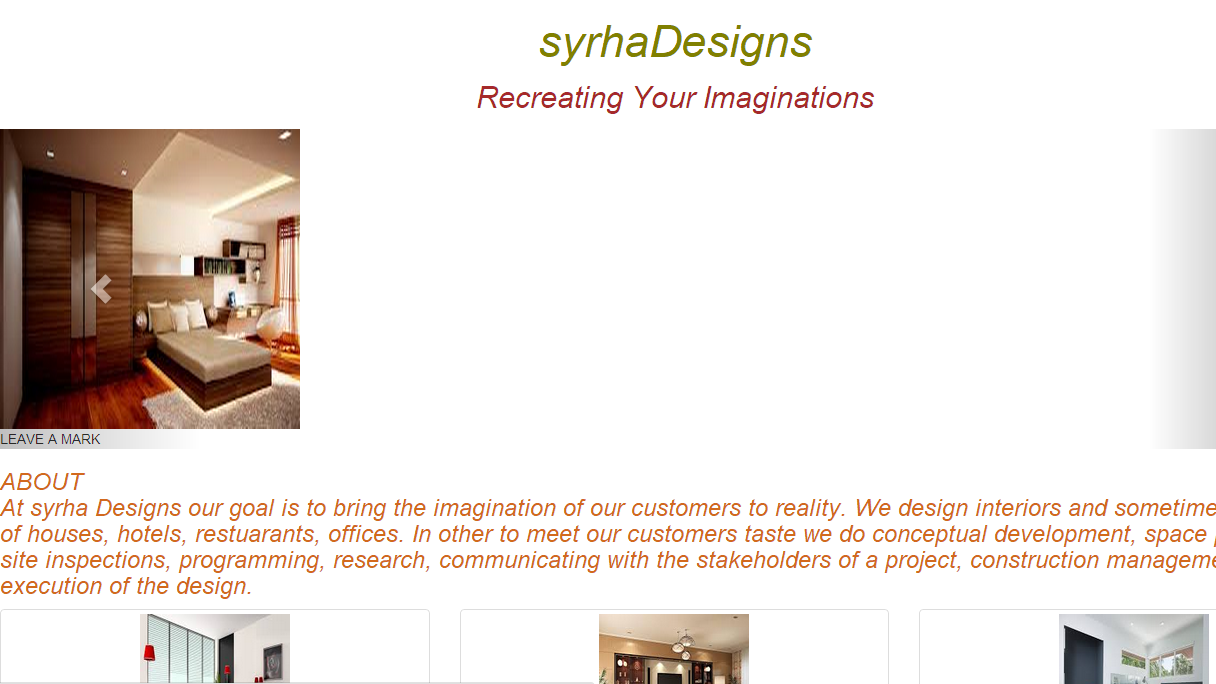 syrhaDesigns
Recreating Your Imaginations
LEAVE A MARK
ABOUT
At syrha Designs our goal is to bring the imagination of our customers to reality. We design interiors and sometime
of houses, hotels, restuarants, offices. In other to meet our customers taste we do conceptual development, space
site inspections, programming, research, communicating with the stakeholders of a project, construction manageme
execution of the design.